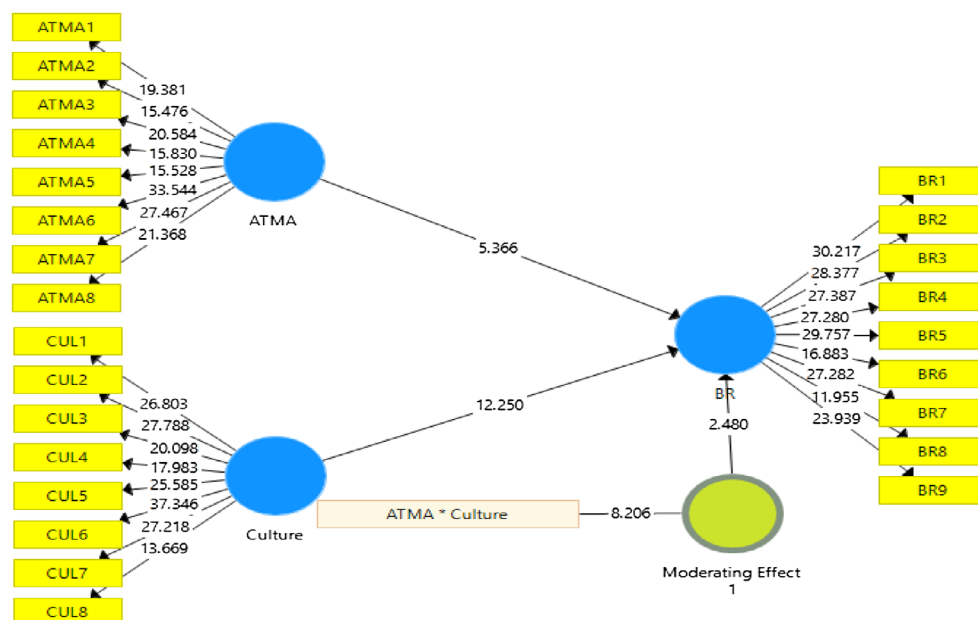 ATMA1
ATMA2
ATMA3
ATMA4
ATMA5
ATMA6
ATMA7
ATMA8
19.381
15.476
20.584
15.830
15.528
33.544
27.467
21.368
ATMA
5.366
CUL1
CUL2
CUL3
CUL4
CUL5
CUL6
CUL7
CUL8
26.803
27.788
20.098
17.983
25.585
37.346
27.218
13.669
Culture
12.250
ATMA * Culture
8.206
Moderating Effect
1
2.480
BR
30.217
28.377
27.387
27.280
29.757
16.883
27.282
11.955
23.939
BR1
BR2
BR3
BR4
BR5
BR6
BR7
BR8
BR9